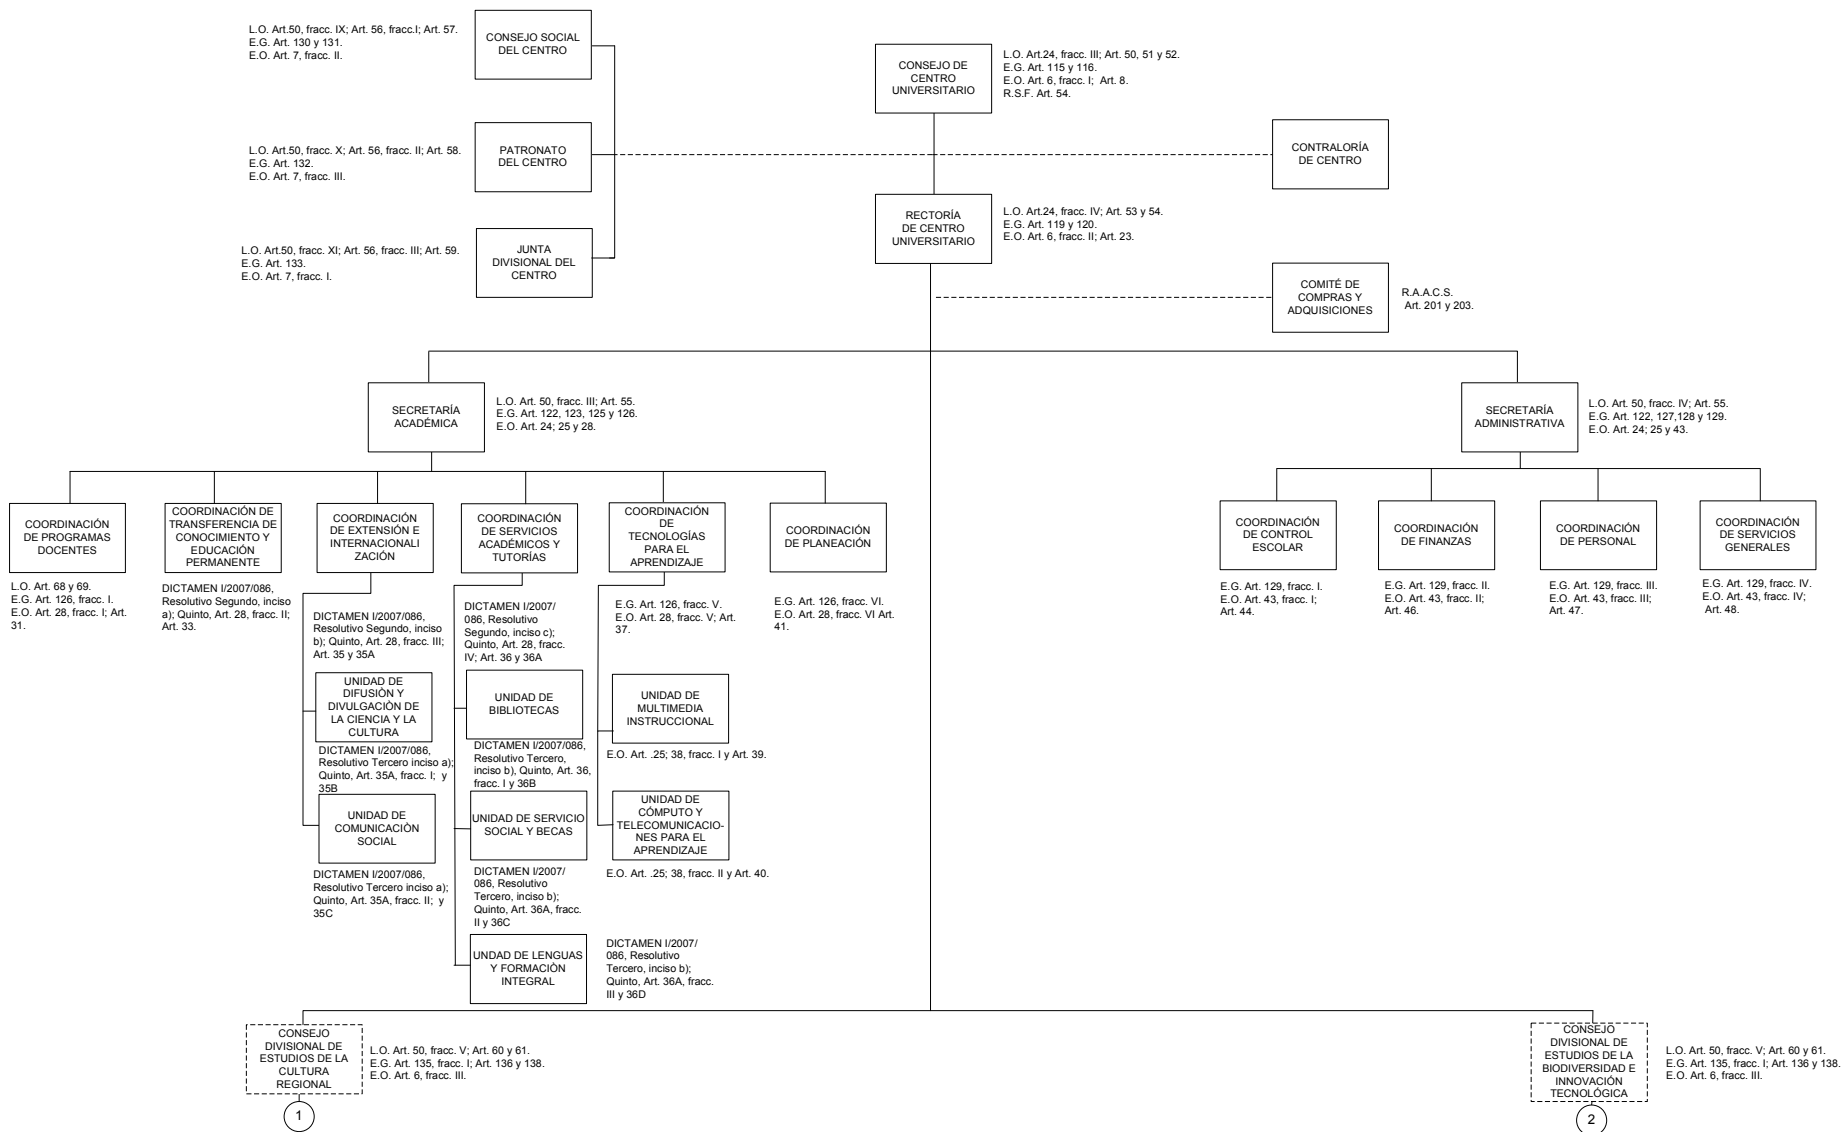 L.O. Art.50, fracc. IX; Art. 56, fracc.I; Art. 57.
E.G. Art. 130 y 131.
E.O. Art. 7, fracc. II.
CONSEJO SOCIAL
DEL CENTRO
CONSEJO DE
CENTRO
UNIVERSITARIO
L.O. Art.24, fracc. III; Art. 50, 51 y 52.
E.G. Art. 115 y 116.
E.O. Art. 6, fracc. I;  Art. 8.
R.S.F. Art. 54.
L.O. Art.50, fracc. X; Art. 56, fracc. II; Art. 58.
E.G. Art. 132.
E.O. Art. 7, fracc. III.
PATRONATO
DEL CENTRO
CONTRALORÍA
DE CENTRO
RECTORÍA
DE CENTRO
UNIVERSITARIO
L.O. Art.24, fracc. IV; Art. 53 y 54.
E.G. Art. 119 y 120.
E.O. Art. 6, fracc. II; Art. 23.
L.O. Art.50, fracc. XI; Art. 56, fracc. III; Art. 59.
E.G. Art. 133.
E.O. Art. 7, fracc. I.
JUNTA
DIVISIONAL DEL
CENTRO
COMITÉ DE
COMPRAS Y
ADQUISICIONES
R.A.A.C.S.
Art. 201 y 203.
SECRETARÍA
ACADÉMICA
L.O. Art. 50, fracc. III; Art. 55.
E.G. Art. 122, 123, 125 y 126.
E.O. Art. 24; 25 y 28.
SECRETARÍA
ADMINISTRATIVA
L.O. Art. 50, fracc. IV; Art. 55.
E.G. Art. 122, 127,128 y 129.
E.O. Art. 24; 25 y 43.
COORDINACIÓN
DE PROGRAMAS
DOCENTES
L.O. Art. 68 y 69.
E.G. Art. 126, fracc. I.
E.O. Art. 28, fracc. I; Art.
31.
COORDINACIÓN DE
TRANSFERENCIA DE
CONOCIMIENTO Y
EDUCACIÓN
PERMANENTE
DICTAMEN I/2007/086,
Resolutivo Segundo, inciso
a); Quinto, Art. 28, fracc. II;
Art. 33.
COORDINACIÓN
DE EXTENSIÓN E
INTERNACIONALI
ZACIÓN
DICTAMEN I/2007/086,
Resolutivo Segundo, inciso
b); Quinto, Art. 28, fracc. III;
Art. 35 y 35A
UNIDAD DE
DIFUSIÒN Y
DIVULGACIÒN DE
LA CIENCIA Y LA
CULTURA
DICTAMEN I/2007/086,
Resolutivo Tercero inciso a);
Quinto, Art. 35A, fracc. I;  y
35B
UNIDAD DE
COMUNICACIÒN
SOCIAL
DICTAMEN I/2007/086,
Resolutivo Tercero inciso a);
Quinto, Art. 35A, fracc. II;  y
35C
COORDINACIÓN
DE SERVICIOS
ACADÉMICOS Y
TUTORÍAS
DICTAMEN I/2007/
086, Resolutivo
Segundo, inciso c);
Quinto, Art. 28, fracc.
IV; Art. 36 y 36A
UNIDAD DE
BIBLIOTECAS
DICTAMEN I/2007/086,
Resolutivo Tercero,
inciso b), Quinto, Art. 36,
fracc. I y 36B
UNIDAD DE SERVICIO
SOCIAL Y BECAS
DICTAMEN I/2007/
086, Resolutivo
Tercero, inciso b);
Quinto, Art. 36A, fracc.
II y 36C
UNDAD DE LENGUAS
Y FORMACIÒN
INTEGRAL
DICTAMEN I/2007/
086, Resolutivo
Tercero, inciso b);
Quinto, Art. 36A, fracc.
III y 36D
COORDINACIÓN
DE
TECNOLOGÍAS
PARA EL
APRENDIZAJE
E.G. Art. 126, fracc. V.
E.O. Art. 28, fracc. V; Art.
37.
UNIDAD DE
MULTIMEDIA
INSTRUCCIONAL
E.O. Art. .25; 38, fracc. I y Art. 39.
UNIDAD DE
CÓMPUTO Y
TELECOMUNICACIO-
NES PARA EL
APRENDIZAJE
E.O. Art. .25; 38, fracc. II y Art. 40.
COORDINACIÓN
DE PLANEACIÓN
E.G. Art. 126, fracc. VI.
E.O. Art. 28, fracc. VI Art.
41.
COORDINACIÓN
DE CONTROL
ESCOLAR
E.G. Art. 129, fracc. I.
E.O. Art. 43, fracc. I;
Art. 44.
COORDINACIÓN
DE FINANZAS
E.G. Art. 129, fracc. II.
E.O. Art. 43, fracc. II;
Art. 46.
COORDINACIÓN
DE PERSONAL
E.G. Art. 129, fracc. III.
E.O. Art. 43, fracc. III;
Art. 47.
COORDINACIÓN
DE SERVICIOS
GENERALES
E.G. Art. 129, fracc. IV.
E.O. Art. 43, fracc. IV;
Art. 48.
CONSEJO
DIVISIONAL DE
ESTUDIOS DE LA
CULTURA
REGIONAL
L.O. Art. 50, fracc. V; Art. 60 y 61.
E.G. Art. 135, fracc. I; Art. 136 y 138.
E.O. Art. 6, fracc. III.
1
CONSEJO
DIVISIONAL DE
ESTUDIOS DE LA
BIODIVERSIDAD E
INNOVACIÓN
TECNOLÓGICA
L.O. Art. 50, fracc. V; Art. 60 y 61.
E.G. Art. 135, fracc. I; Art. 136 y 138.
E.O. Art. 6, fracc. III.
2